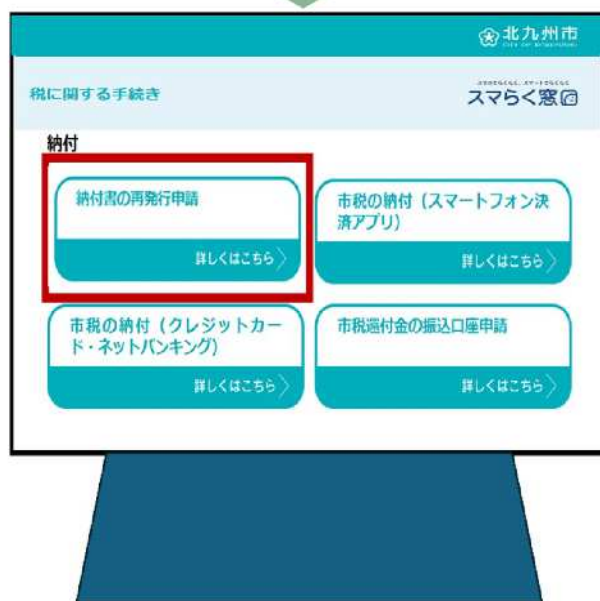 北九州市
税に関する手続き
スマらく窓口
納付
納付書の再発行申請
詳しくはこちら〉
市税の納付（スマートフォン決
済アプリ）
詳しくはこちら〉
市税の納付（クレジットカー
ド・ネットバンキング）
詳しくはこちら〉
市税還付金の振込口座申請
詳しくはこちら〉